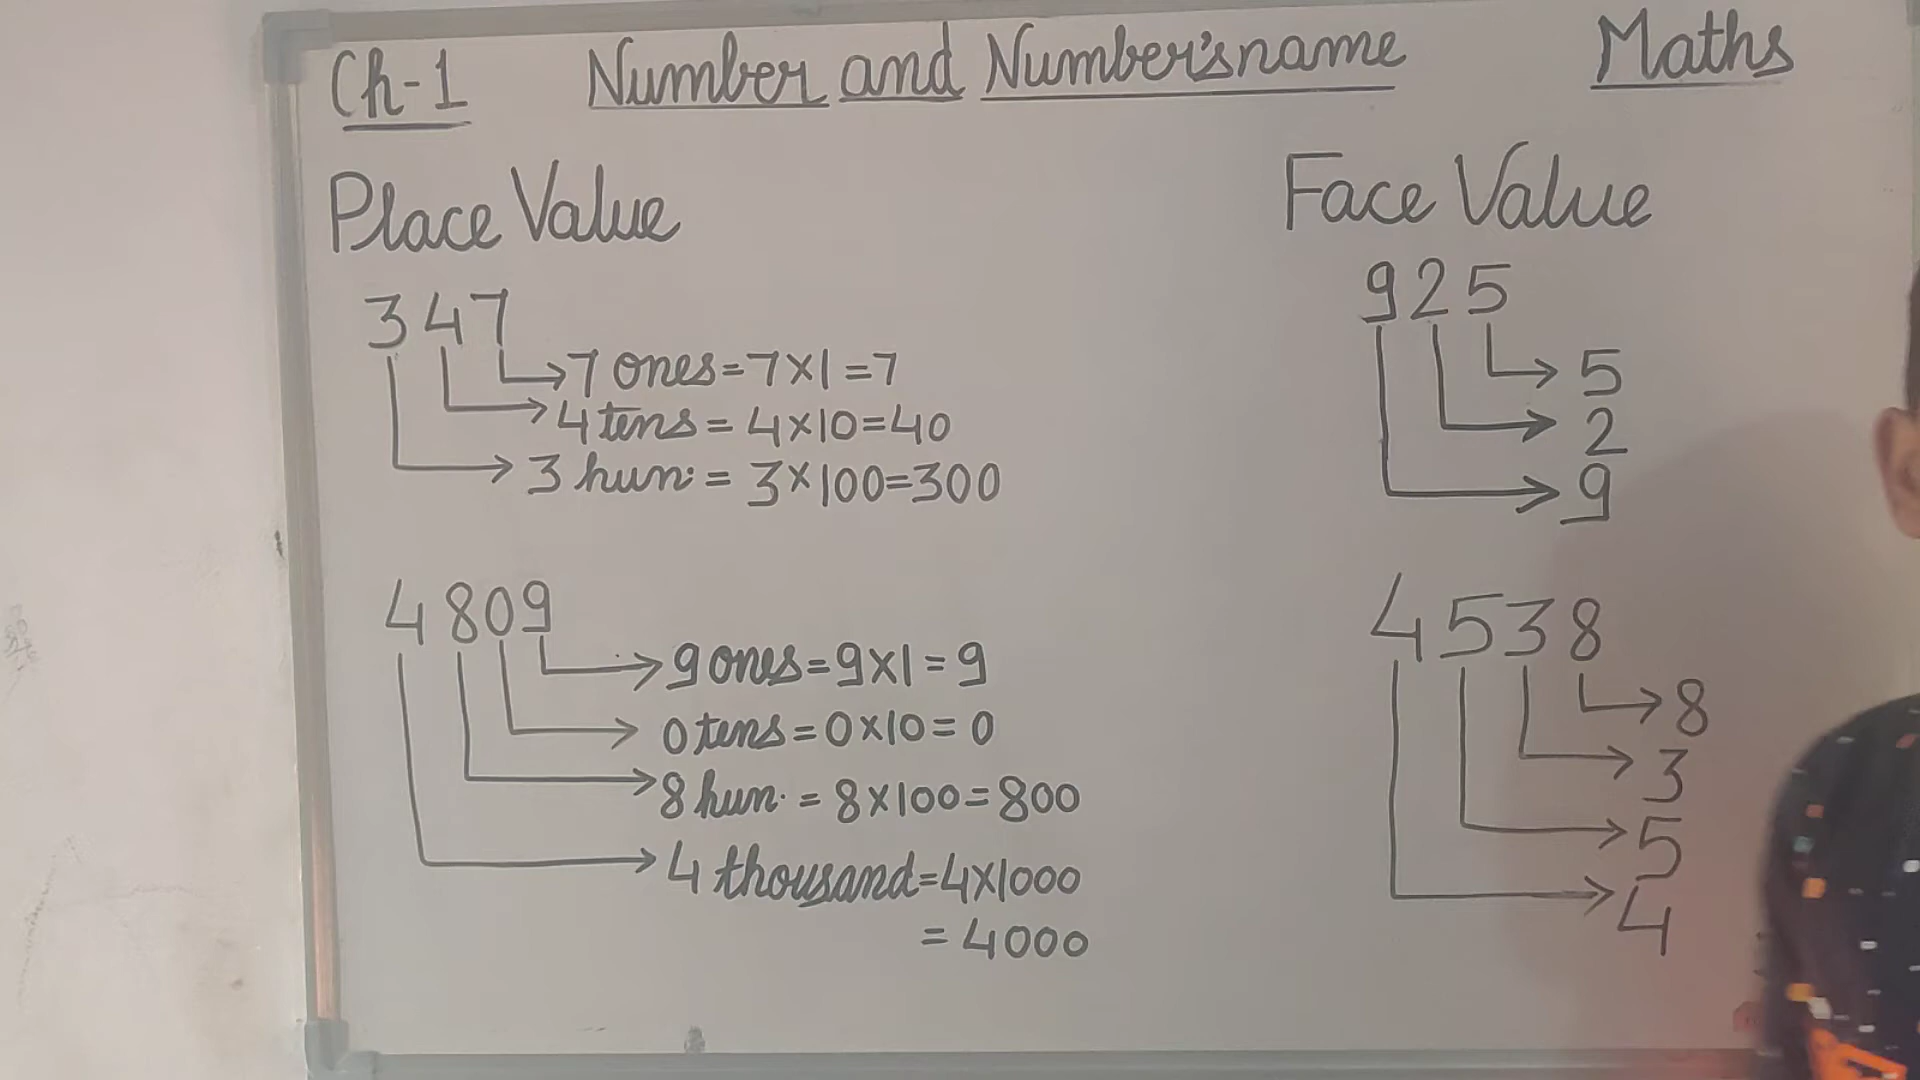 Ch-1 Number and Number'sname Maths
Place Value
347
7 ones=7×1=7
4 tens=4×10=40
3 hun.=3×100=300
4809
9 ones=9×1=9
0 tens=0×10=0
8 hun.=8×100=800
4 thousand=4×1000
=4000
Face Value
925
5
2
9
4538
8
3
5
4